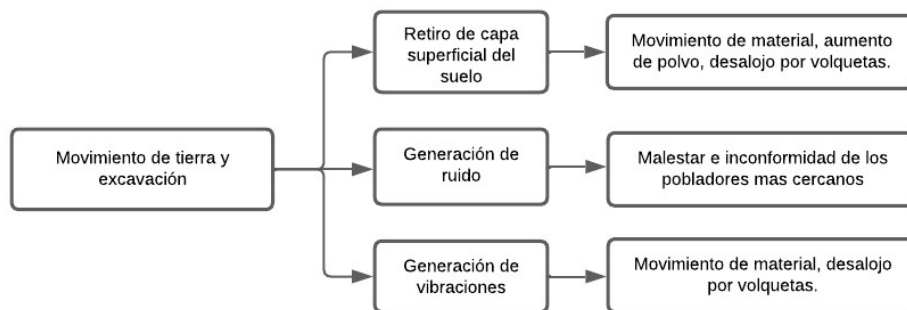 Movimiento de tierra y
excavación
Retiro de capa
superficial del
suelo
Movimiento de material, aumento
de polvo, desalojo por volquetas.
Generación de
ruido
Malestar e inconformidad de los
pobladores mas cercanos
Generación de
vibraciones
Movimiento de material, desalojo
por volquetas.